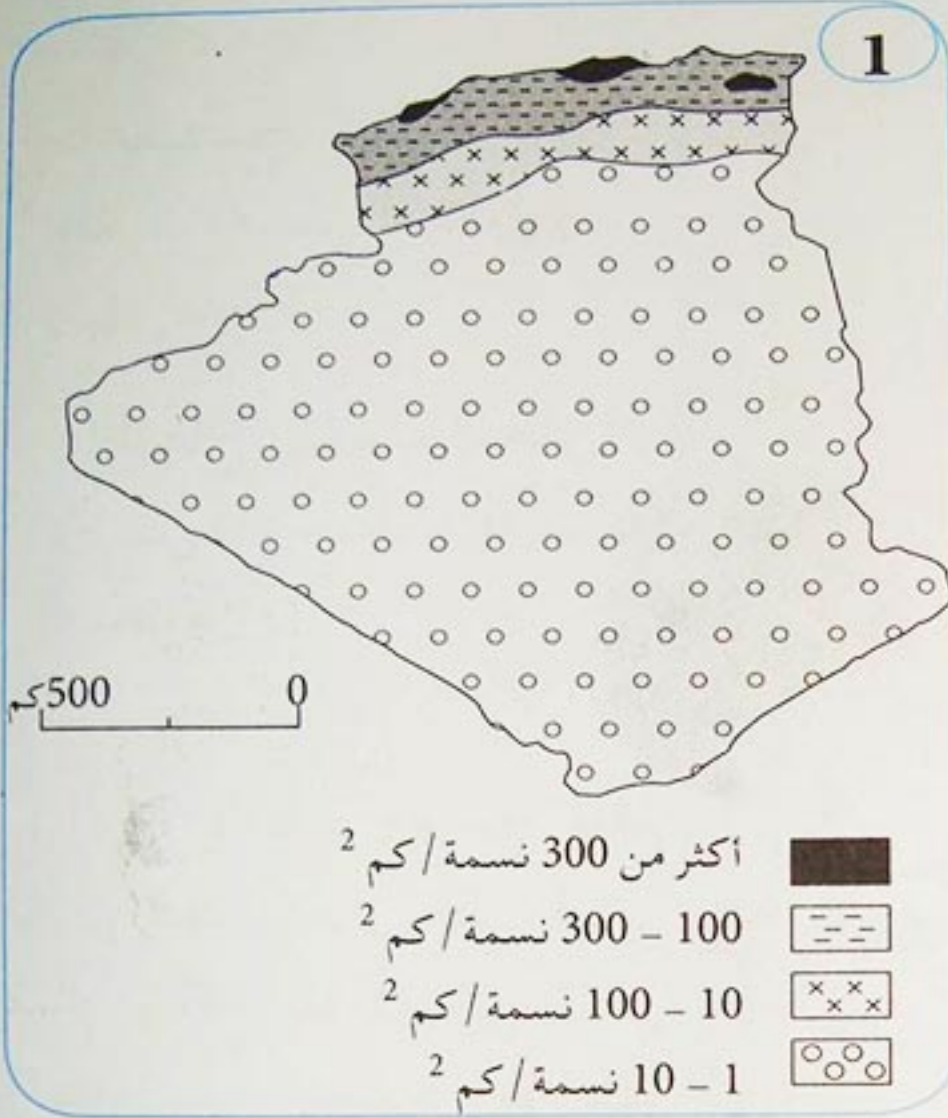 1
500كم 0
أكثر من 300 نسمة / كم 2
100 – 300 نسمة / كم 2
10 – 100 نسمة / كم 2
1 – 10 نسمة / كم 2